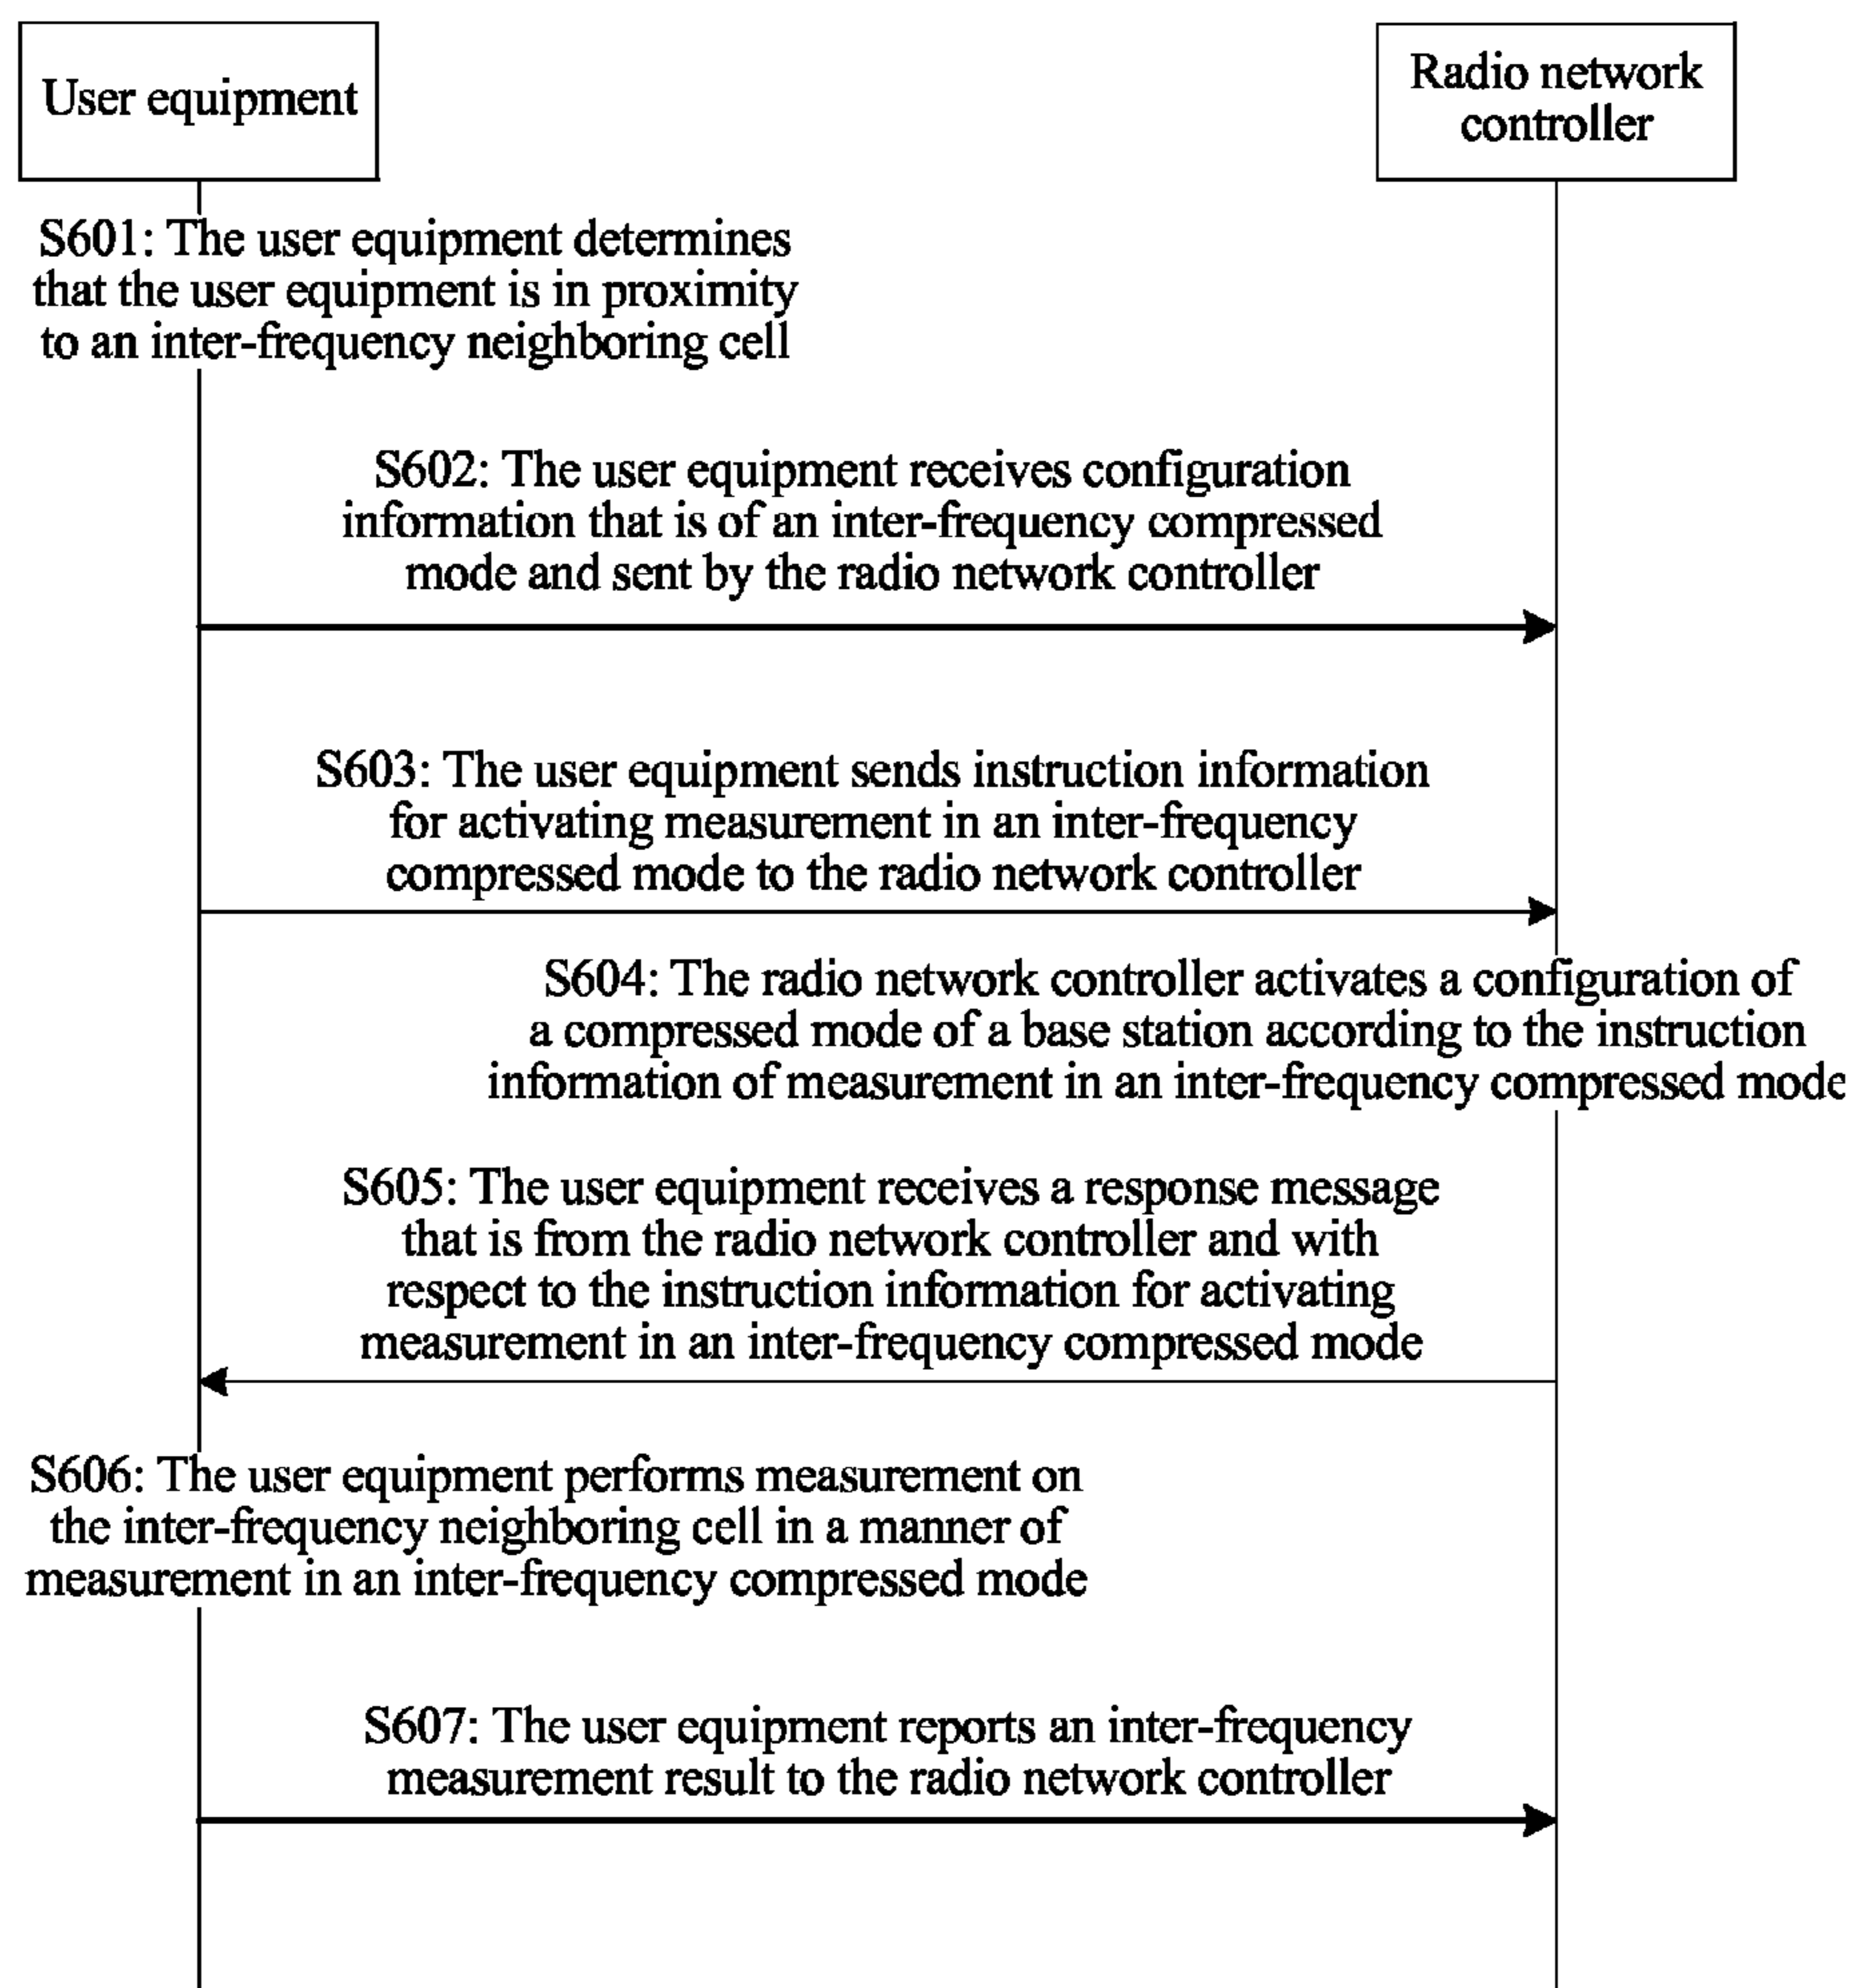 User equipment
Radio network
controller
S601: The user equipment determines
that the user equipment is in proximity
to an inter-frequency neighboring cell
S602: The user equipment receives configuration
information that is of an inter-frequency compressed
mode and sent by the radio network controller
S603: The user equipment sends instruction information
for activating measurement in an inter-frequency
compressed mode to the radio network controller
S604: The radio network controller activates a configuration of
a compressed mode of a base station according to the instruction
information of measurement in an inter-frequency compressed mode
S605: The user equipment receives a response message
that is from the radio network controller and with
respect to the instruction information for activating
measurement in an inter-frequency compressed mode
S606: The user equipment performs measurement on
the inter-frequency neighboring cell in a manner of
measurement in an inter-frequency compressed mode
S607: The user equipment reports an inter-frequency
measurement result to the radio network controller